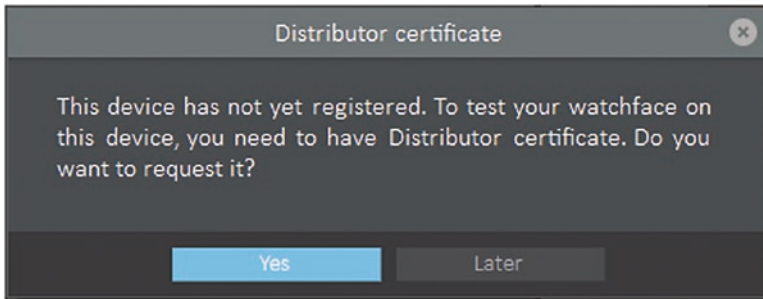 Distributor certificate
This device has not yet registered. To test your watchface on
this device, you need to have Distributor certificate. Do you
want to request it?
Yes
Later